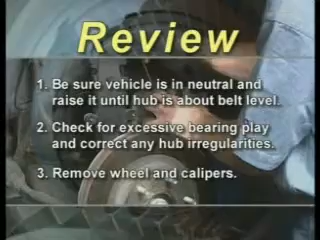 Review
1. Be sure vehicle is in neutral and
raise it until hub is about belt level.
2. Check for excessive bearing play
and correct any hub irregularities.
3. Remove wheel and calipers.